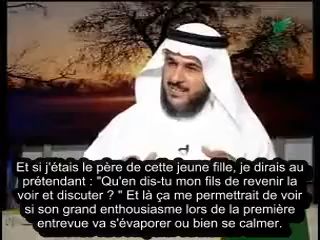 Et si j'étais le père de cette jeune fille, je dirais au
prétendant : "Qu'en dis-tu mon fils de revenir la
voir et discuter ? " Et là ça me permettrait de voir
si son grand enthousiasme lors de la première
entrevue va s'évaporer ou bien se calmer.